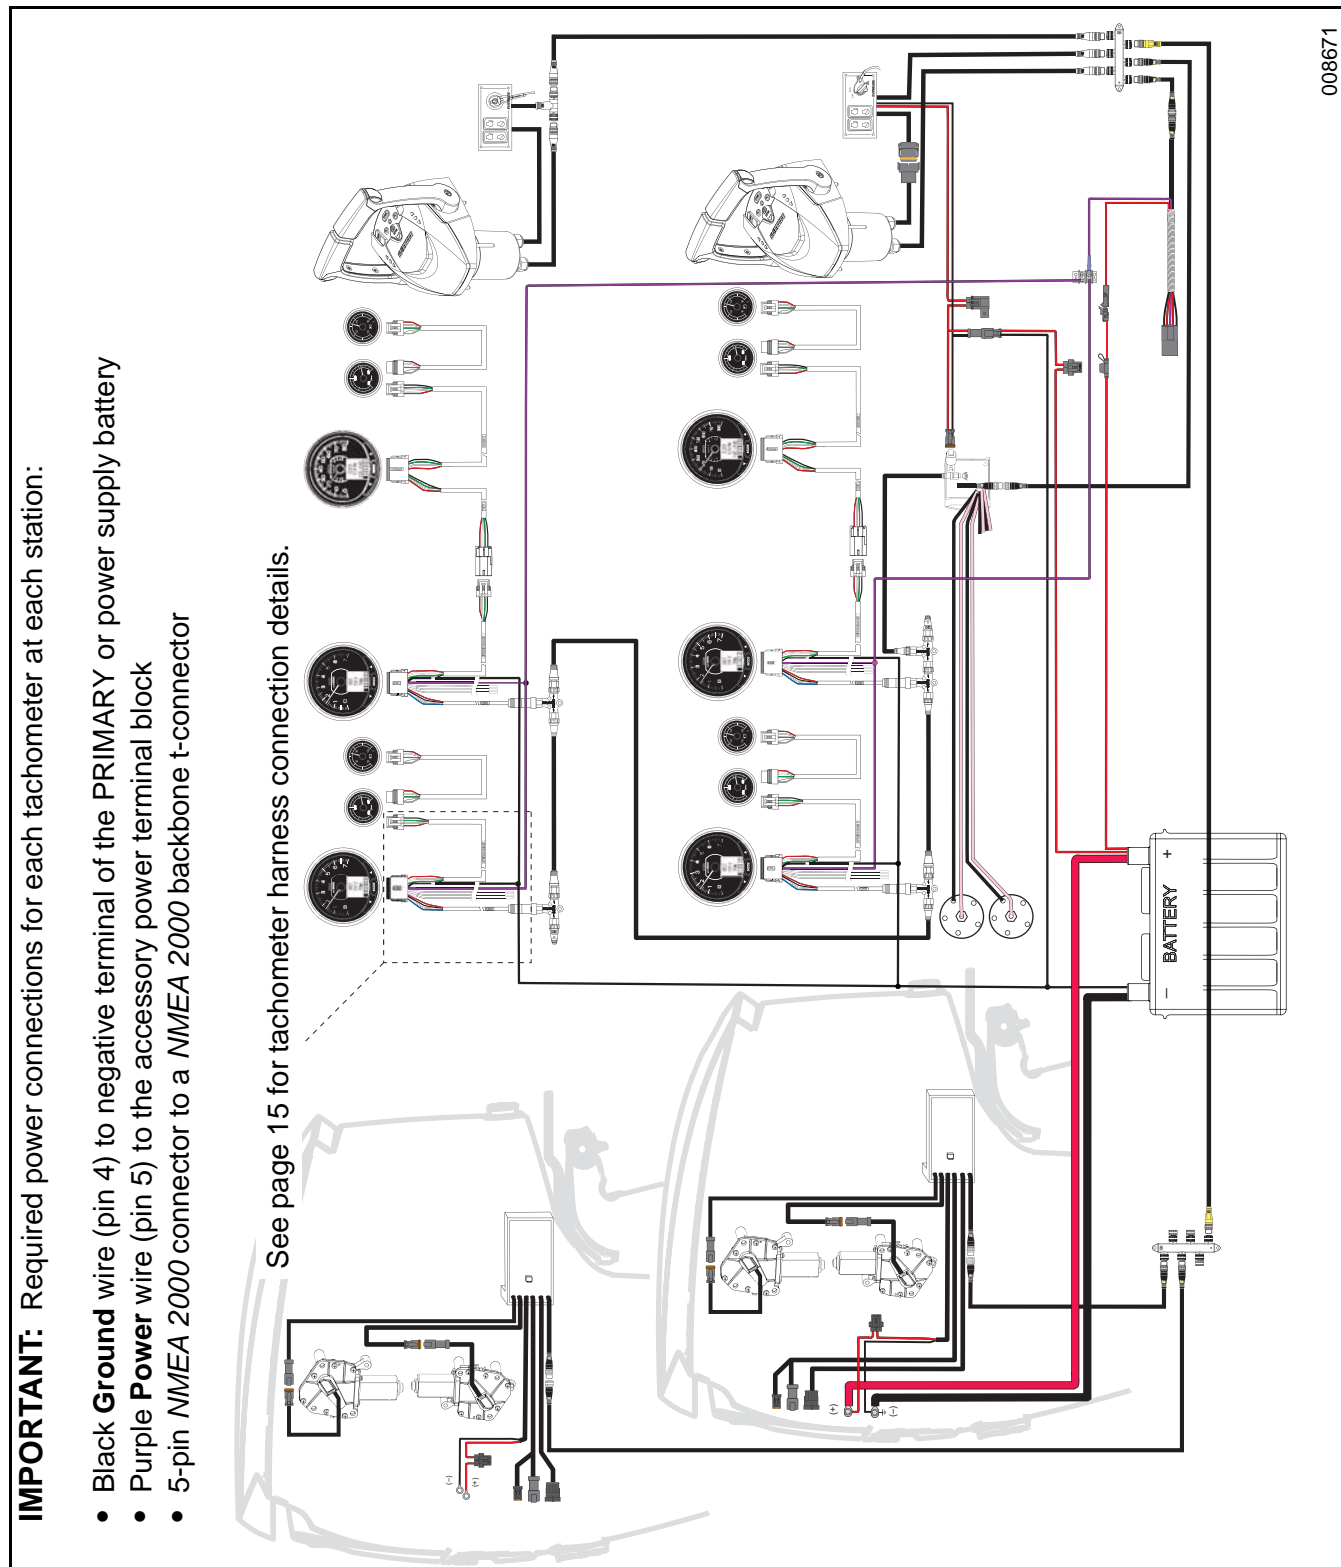 IMPORTANT: Required power connections for each tachometer at each station:
• Black Ground wire (pin 4) to negative terminal of the PRIMARY or power supply battery
• Purple Power wire (pin 5) to the accessory power terminal block
• 5-pin NMEA 2000 connector to a NMEA 2000 backbone t-connector
See page 15 for tachometer harness connection details.
(-)
(+)
(+)
(-)
– BATTERY +
008671